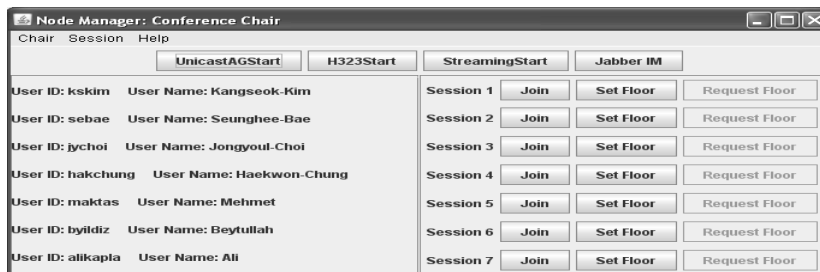 Node Manager: Conference Chair
Chair Session Help
UnicastAGStart H323Start StreamingStart Jabber IM
User ID: kskim User Name: Kangseok-Kim Session 1 Join Set Floor Request Floor
User ID: sebae User Name: Seunghee-Bae Session 2 Join Set Floor Request Floor
User ID: jychoi User Name: Jongyoul-Choi Session 3 Join Set Floor Request Floor
User ID: hakchung User Name: Haekwon-Chung Session 4 Join Set Floor Request Floor
User ID: maktas User Name: Mehmet Session 5 Join Set Floor Request Floor
User ID: byildiz User Name: Beytullah Session 6 Join Set Floor Request Floor
User ID: alikapla User Name: Ali Session 7 Join Set Floor Request Floor